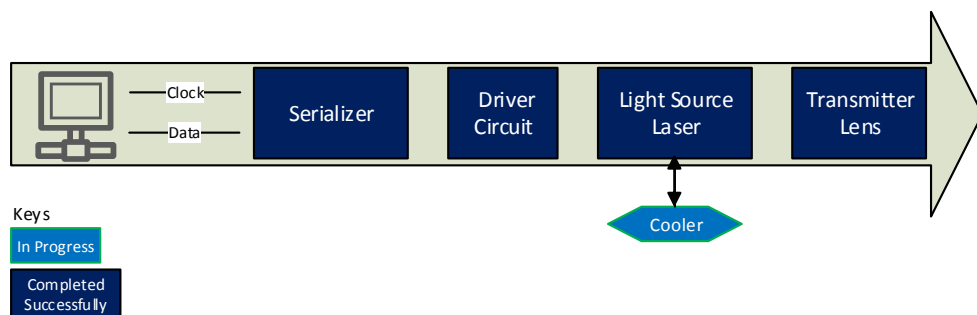 Clock
Data
Serializer
Driver
Circuit
Light Source
Laser
Transmitter
Lens
Cooler
Keys
In Progress
Completed
Successfully